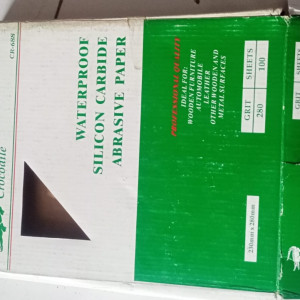 CR-688
Crocodile
WATERPROOF
SILICON CARBIDE
ABRASIVE PAPER
PROFESSIONAL QUALITY
IDEAL FOR:
WOODEN FURNITURE
AUTOMOBILE
LEATHER
OTHER WOODEN AND
METAL SURFACES
GRIT SHEETS
280 100
230mm x 280mm
GRIT